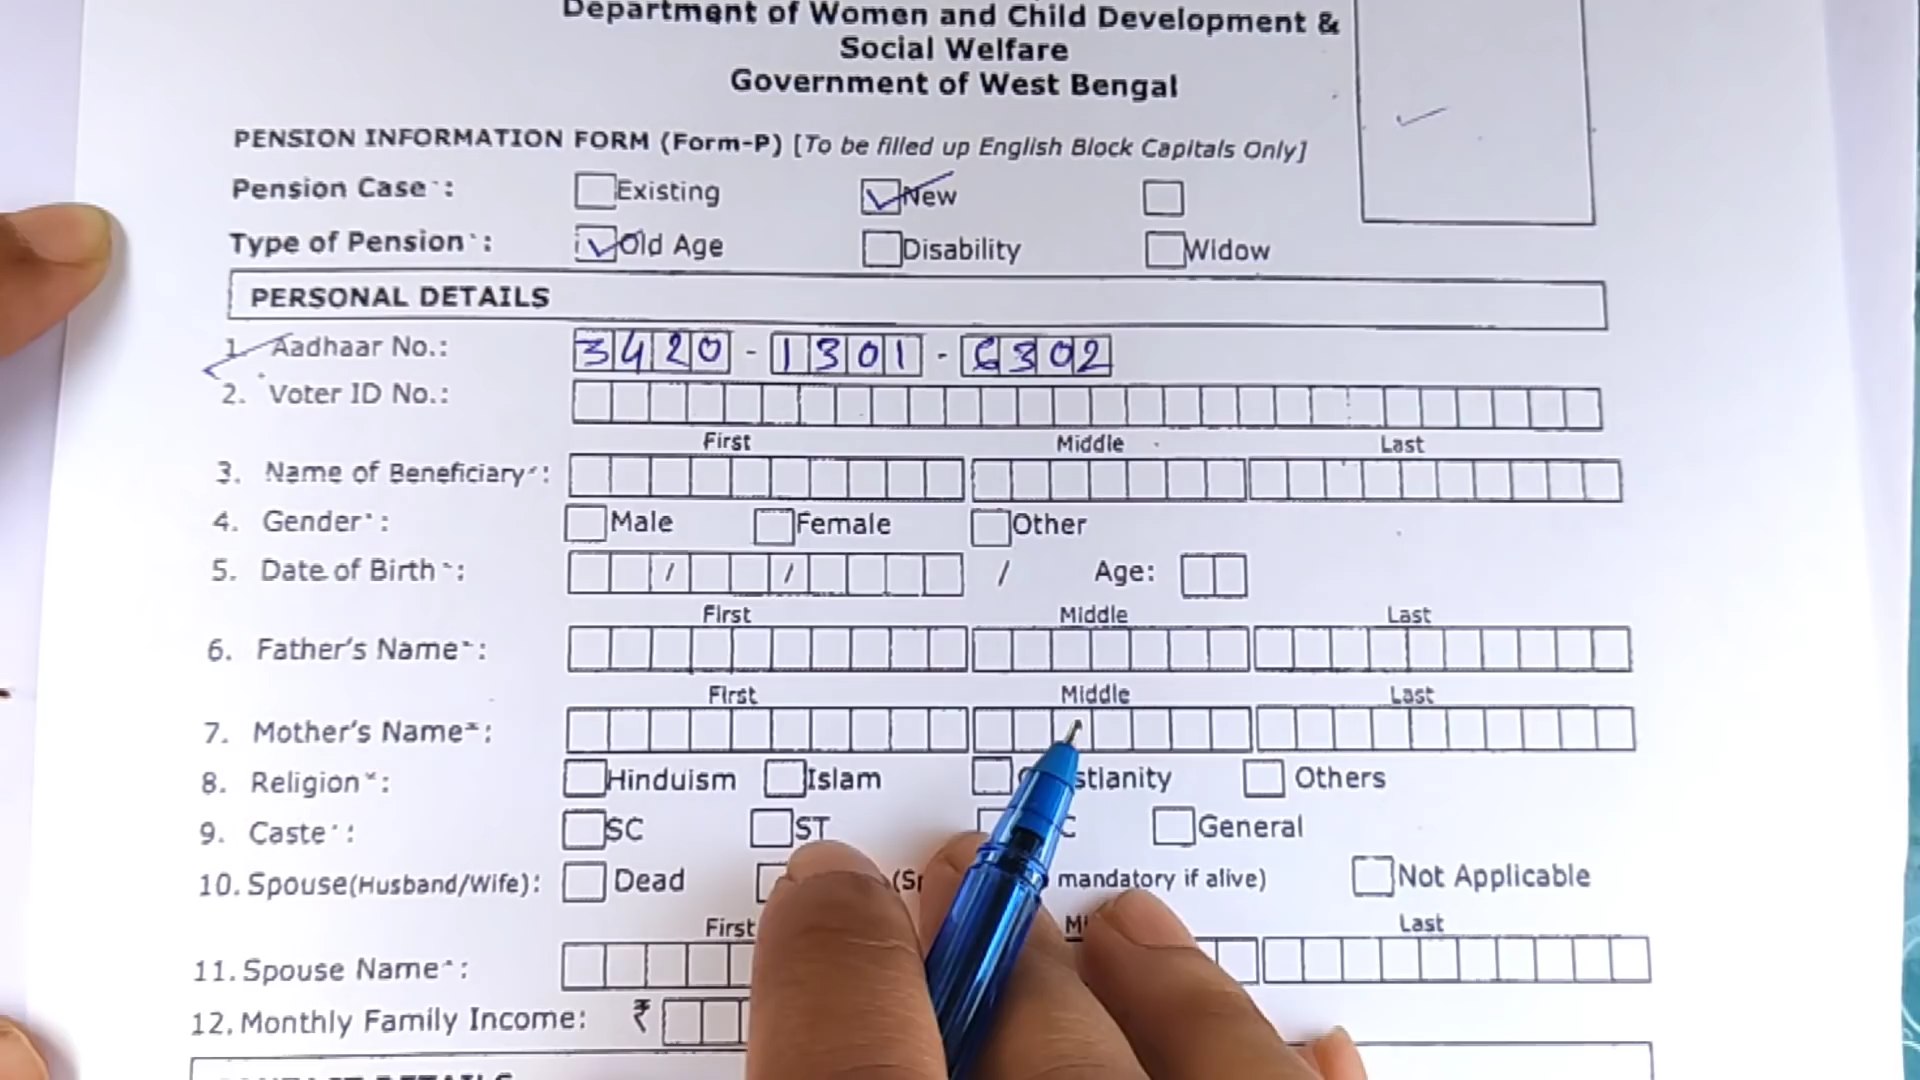 Department of Women and Child Development &
Social Welfare
Government of West Bengal
PENSION INFORMATION FORM (Form-P) [To be filled up English Block Capitals Only]
Pension Case*: Existing New
Type of Pension*: Old Age Disability Widow
PERSONAL DETAILS
1. Aadhaar No.: 3420 - 1301 - 6302
2. Voter ID No.:
First Middle Last
3. Name of Beneficiary*:
4. Gender*: Male Female Other
5. Date of Birth*: / / / Age:
First Middle Last
6. Father's Name*:
First Middle Last
7. Mother's Name*:
8. Religion*: Hinduism Islam Others
9. Caste*: SC ST General
10. Spouse(Husband/Wife): Dead mandatory if alive) Not Applicable
First Last
11. Spouse Name*:
12. Monthly Family Income: ₹